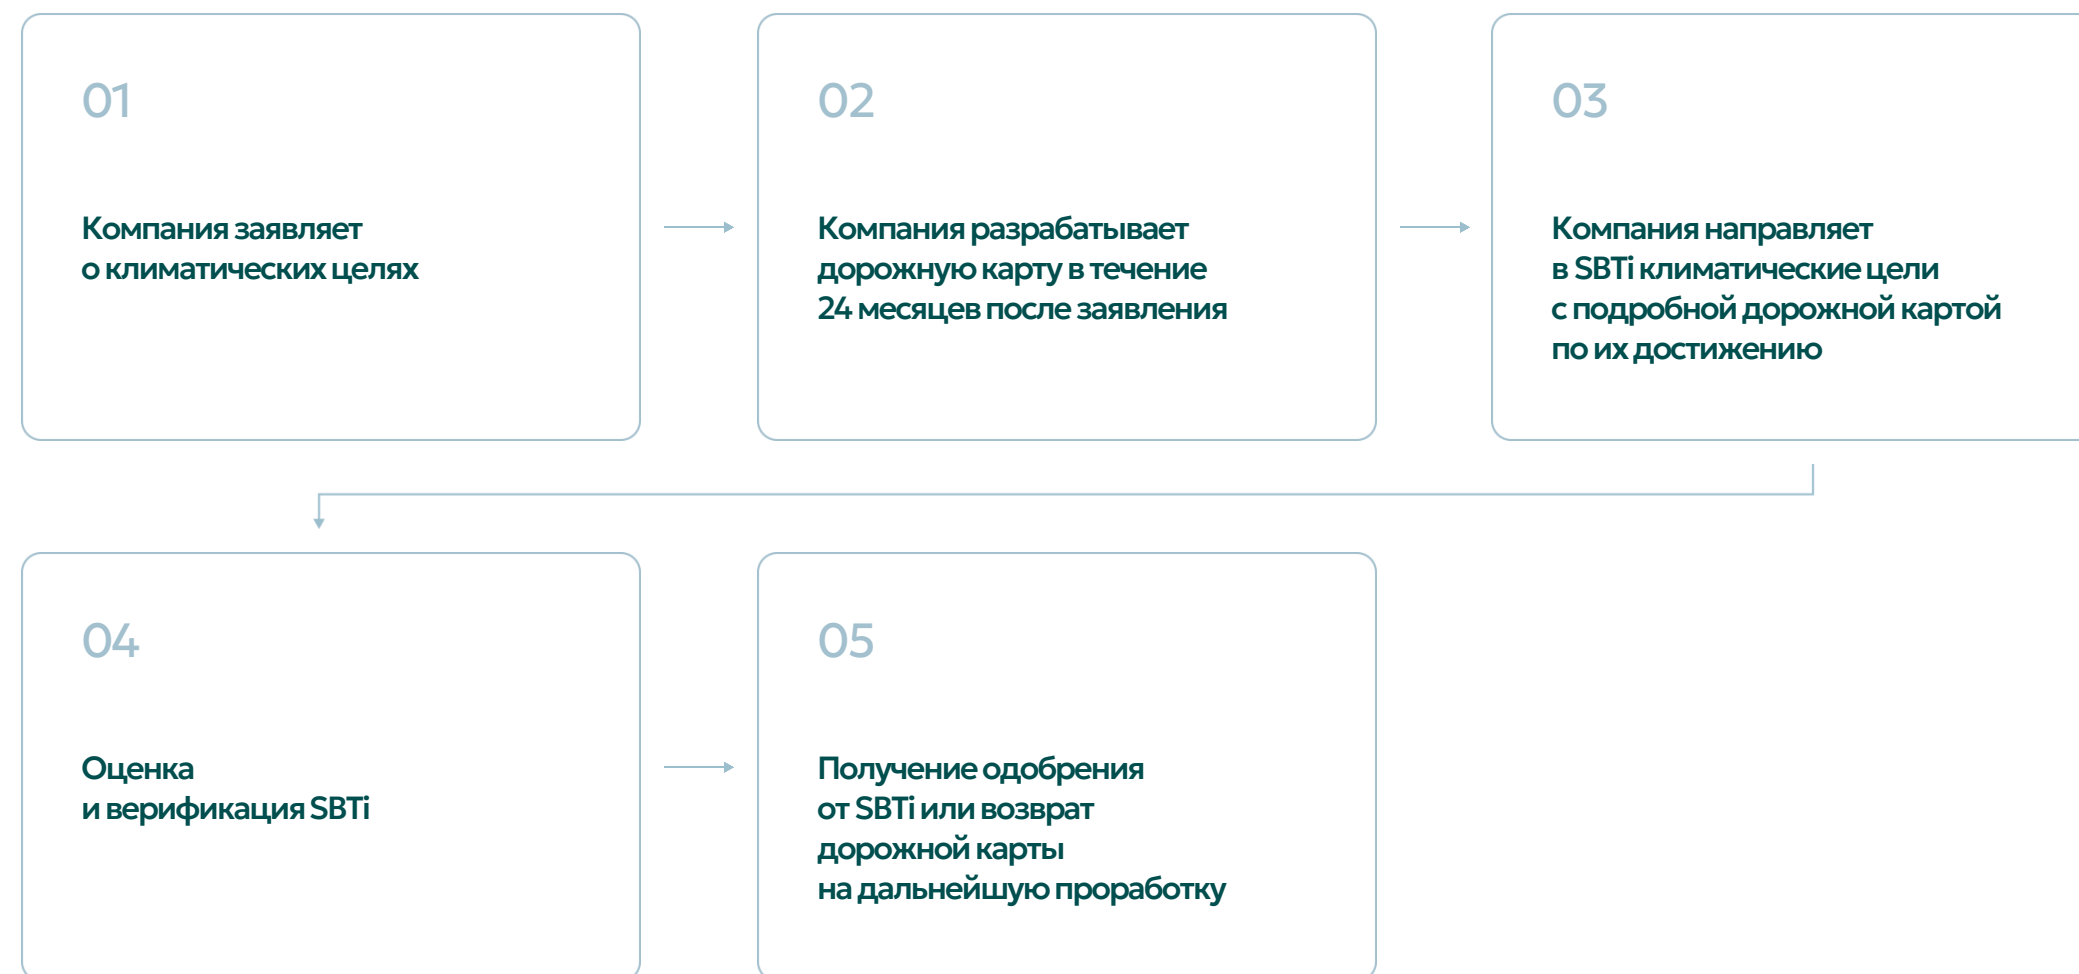 01
Компания заявляет
о климатических целях
02
Компания разрабатывает
дорожную карту в течение
24 месяцев после заявления
03
Компания направляет
в SBTi климатические цели
с подробной дорожной картой
по их достижению
04
Оценка
и верификация SBTi
05
Получение одобрения
от SBTi или возврат
дорожной карты
на дальнейшую проработку